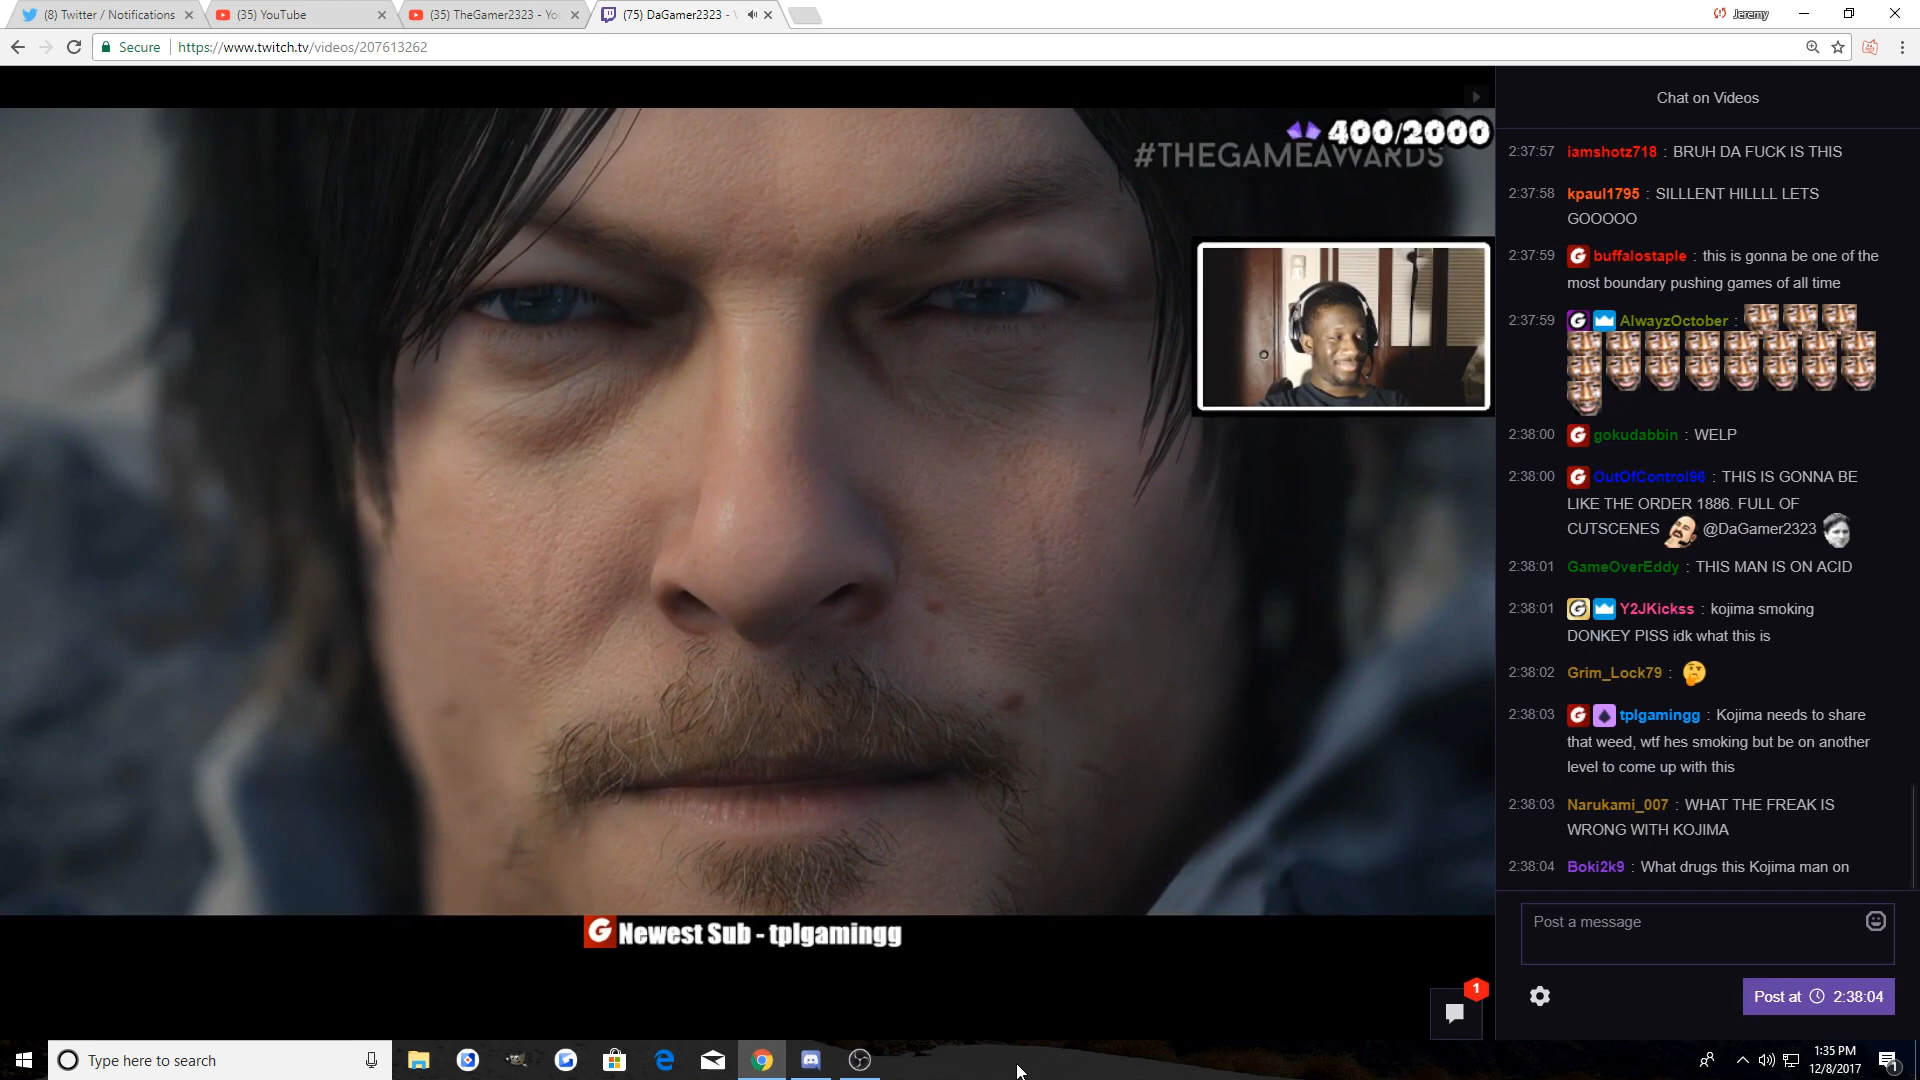 (8) Twitter / Notifications
(35) YouTube
(35) TheGamer2323 - Yo
(75) DaGamer2323 -
Jeremy
Secure
https://www.twitch.tv/videos/207613262
400/2000
#THEGAMEAWARDS
Chat on Videos
2:37:57 iamshotz718 : BRUH DA FUCK IS THIS
2:37:58 kpaul1795 : SILLLENT HILLLL LETS
GOOOOO
2:37:59 buffalostaple : this is gonna be one of the
most boundary pushing games of all time
2:37:59 AlwayzOctober :
2:38:00 gokudabbin : WELP
2:38:00 OutOfControl96 : THIS IS GONNA BE
LIKE THE ORDER 1886. FULL OF
CUTSCENES @DaGamer2323
2:38:01 GameOverEddy : THIS MAN IS ON ACID
2:38:01 Y2JKickss : kojima smoking
DONKEY PISS idk what this is
2:38:02 Grim_Lock79 :
2:38:03 tplgamingg : Kojima needs to share
that weed, wtf hes smoking but be on another
level to come up with this
2:38:03 Narukami_007 : WHAT THE FREAK IS
WRONG WITH KOJIMA
2:38:04 Boki2k9 : What drugs this Kojima man on
Post a message
Post at 2:38:04
1
G Newest Sub - tplgamingg
Type here to search
1:35 PM
12/8/2017
1